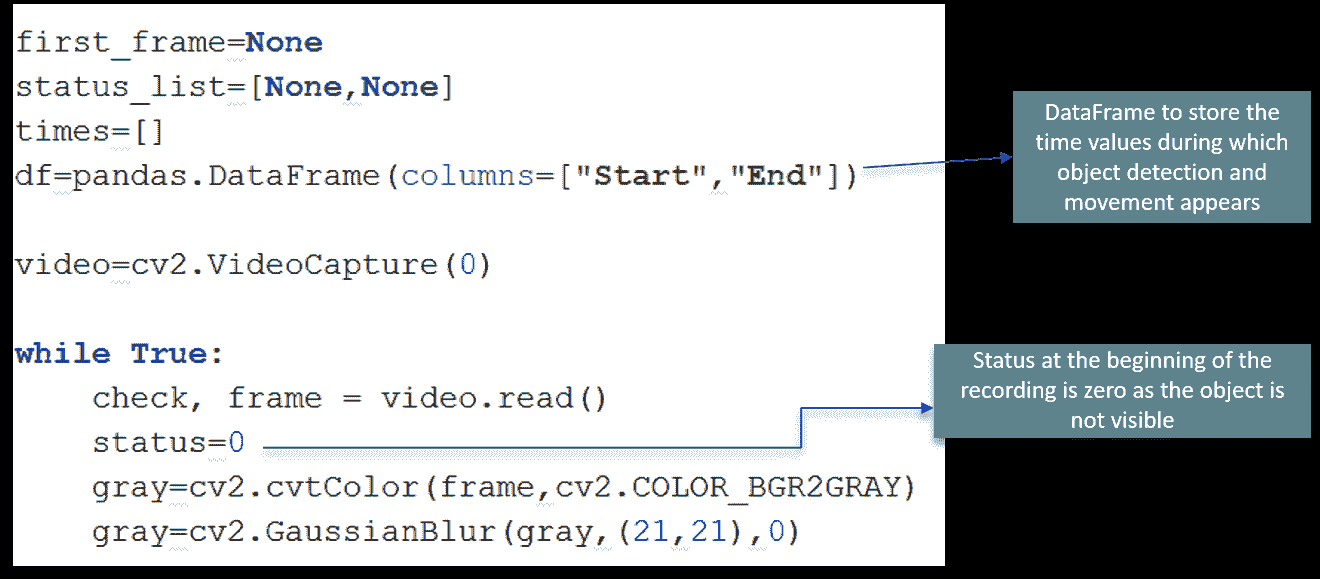 first_frame=None
status_list=[None,None]
times=[]
df=pandas.DataFrame(columns=["Start","End"])
DataFrame to store the
time values during which
object detection and
movement appears
video=cv2.VideoCapture(0)
while True:
    check, frame = video.read()
    status=0
Status at the beginning of the
recording is zero as the object is
not visible
    gray=cv2.cvtColor(frame,cv2.COLOR_BGR2GRAY)
    gray=cv2.GaussianBlur(gray,(21,21),0)